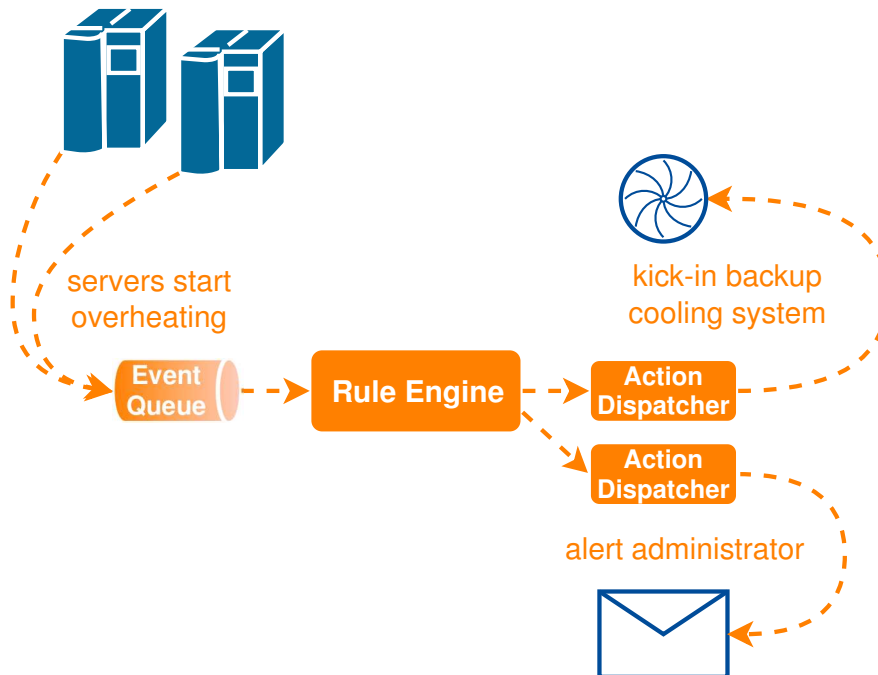 servers start
overheating
kick-in backup
cooling system
Event
Queue
Rule Engine
Action
Dispatcher
Action
Dispatcher
alert administrator